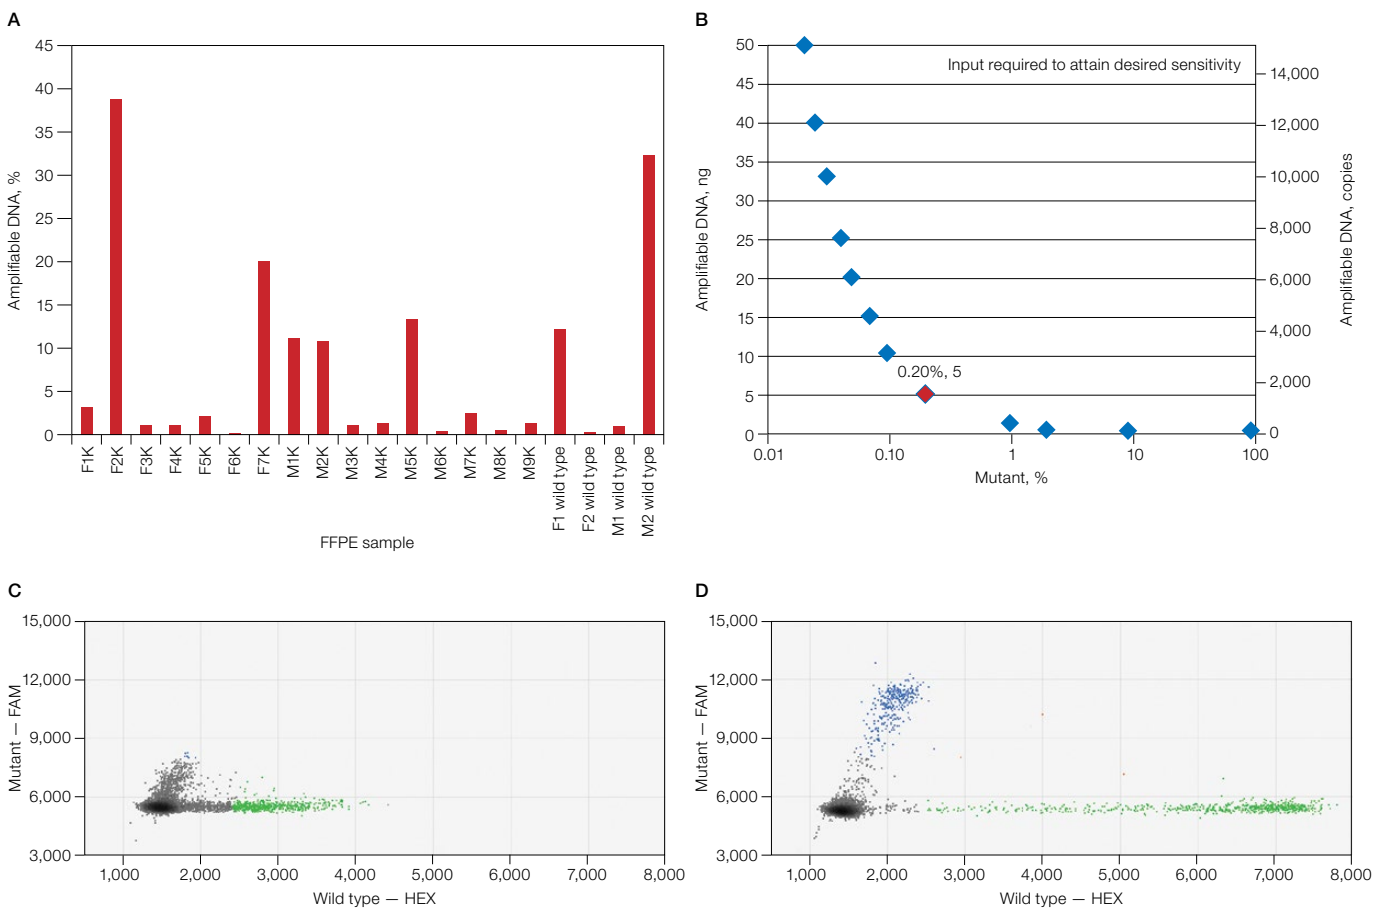 A
45
40
35
30
25
20
15
10
5
0
Amplifiable DNA, %
F1K
F2K
F3K
F4K
F5K
F6K
F7K
M1K
M2K
M3K
M4K
M5K
M6K
M7K
M8K
M9K
F1 wild type
F2 wild type
M1 wild type
M2 wild type
FFPE sample
B
50
45
40
35
30
25
20
15
10
5
0
Amplifiable DNA, ng
Input required to attain desired sensitivity
0.20%, 5
14,000
12,000
10,000
8,000
6,000
4,000
2,000
0
Amplifiable DNA, copies
0.01
0.10
1
10
100
Mutant, %
C
15,000
12,000
9,000
6,000
3,000
Mutant — FAM
1,000
2,000
3,000
4,000
5,000
6,000
7,000
8,000
Wild type — HEX
D
15,000
12,000
9,000
6,000
3,000
Mutant — FAM
1,000
2,000
3,000
4,000
5,000
6,000
7,000
8,000
Wild type — HEX